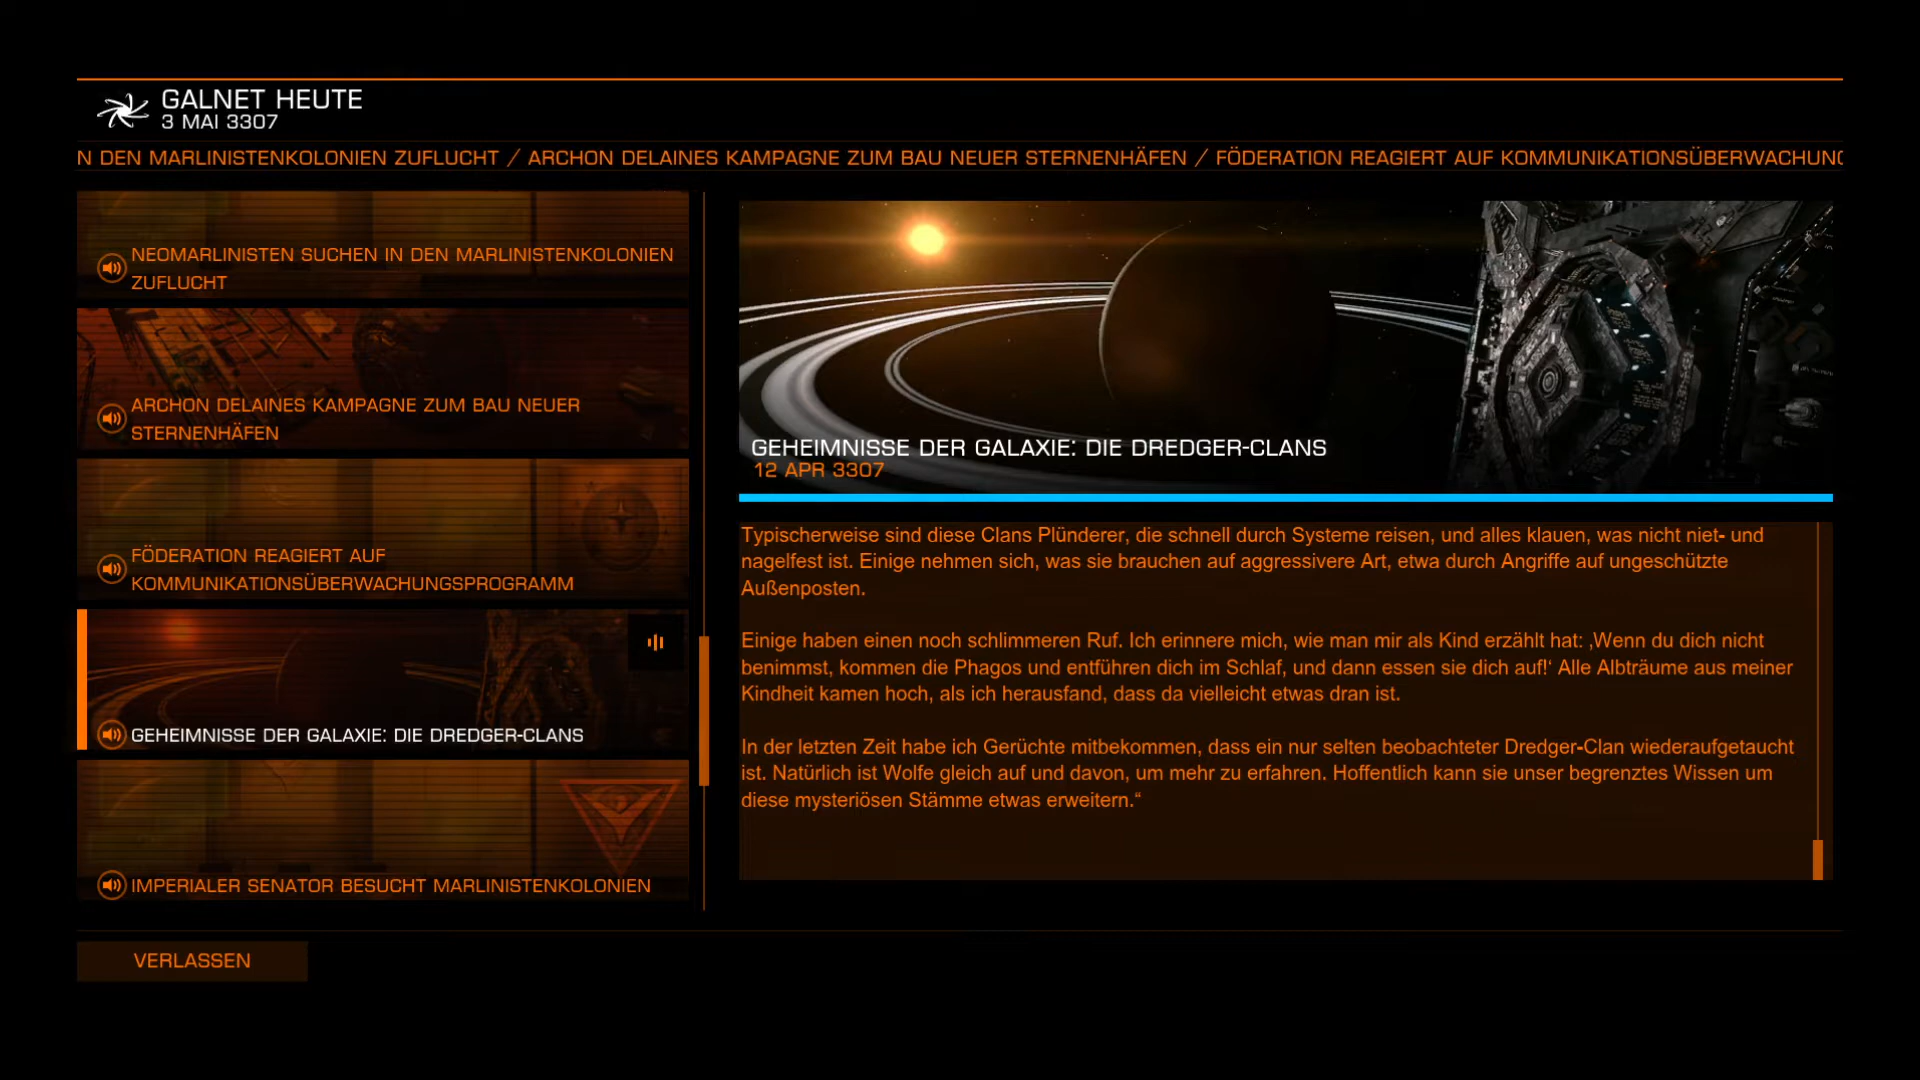 GALNET HEUTE
3 MAI 3307
N DEN MARLINISTENKOLONIEN ZUFLUCHT / ARCHON DELAINES KAMPAGNE ZUM BAU NEUER STERNENHÄFEN / FÖDERATION REAGIERT AUF KOMMUNIKATIONSÜBERWACHUNG
NEOMARLINISTEN SUCHEN IN DEN MARLINISTENKOLONIEN
ZUFLUCHT
ARCHON DELAINES KAMPAGNE ZUM BAU NEUER
STERNENHÄFEN
FÖDERATION REAGIERT AUF
KOMMUNIKATIONSÜBERWACHUNGSPROGRAMM
GEHEIMNISSE DER GALAXIE: DIE DREDGER-CLANS
IMPERIALER SENATOR BESUCHT MARLINISTENKOLONIEN
GEHEIMNISSE DER GALAXIE: DIE DREDGER-CLANS
12 APR 3307
Typischerweise sind diese Clans Plünderer, die schnell durch Systeme reisen, und alles klauen, was nicht niet- und
nagelfest ist. Einige nehmen sich, was sie brauchen auf aggressivere Art, etwa durch Angriffe auf ungeschützte
Außenposten.
Einige haben einen noch schlimmeren Ruf. Ich erinnere mich, wie man mir als Kind erzählt hat: ‚Wenn du dich nicht
benimmst, kommen die Phagos und entführen dich im Schlaf, und dann essen sie dich auf!‘ Alle Albträume aus meiner
Kindheit kamen hoch, als ich herausfand, dass da vielleicht etwas dran ist.
In der letzten Zeit habe ich Gerüchte mitbekommen, dass ein nur selten beobachteter Dredger-Clan wiederaufgetaucht
ist. Natürlich ist Wolfe gleich auf und davon, um mehr zu erfahren. Hoffentlich kann sie unser begrenztes Wissen um
diese mysteriösen Stämme etwas erweitern.“
VERLASSEN